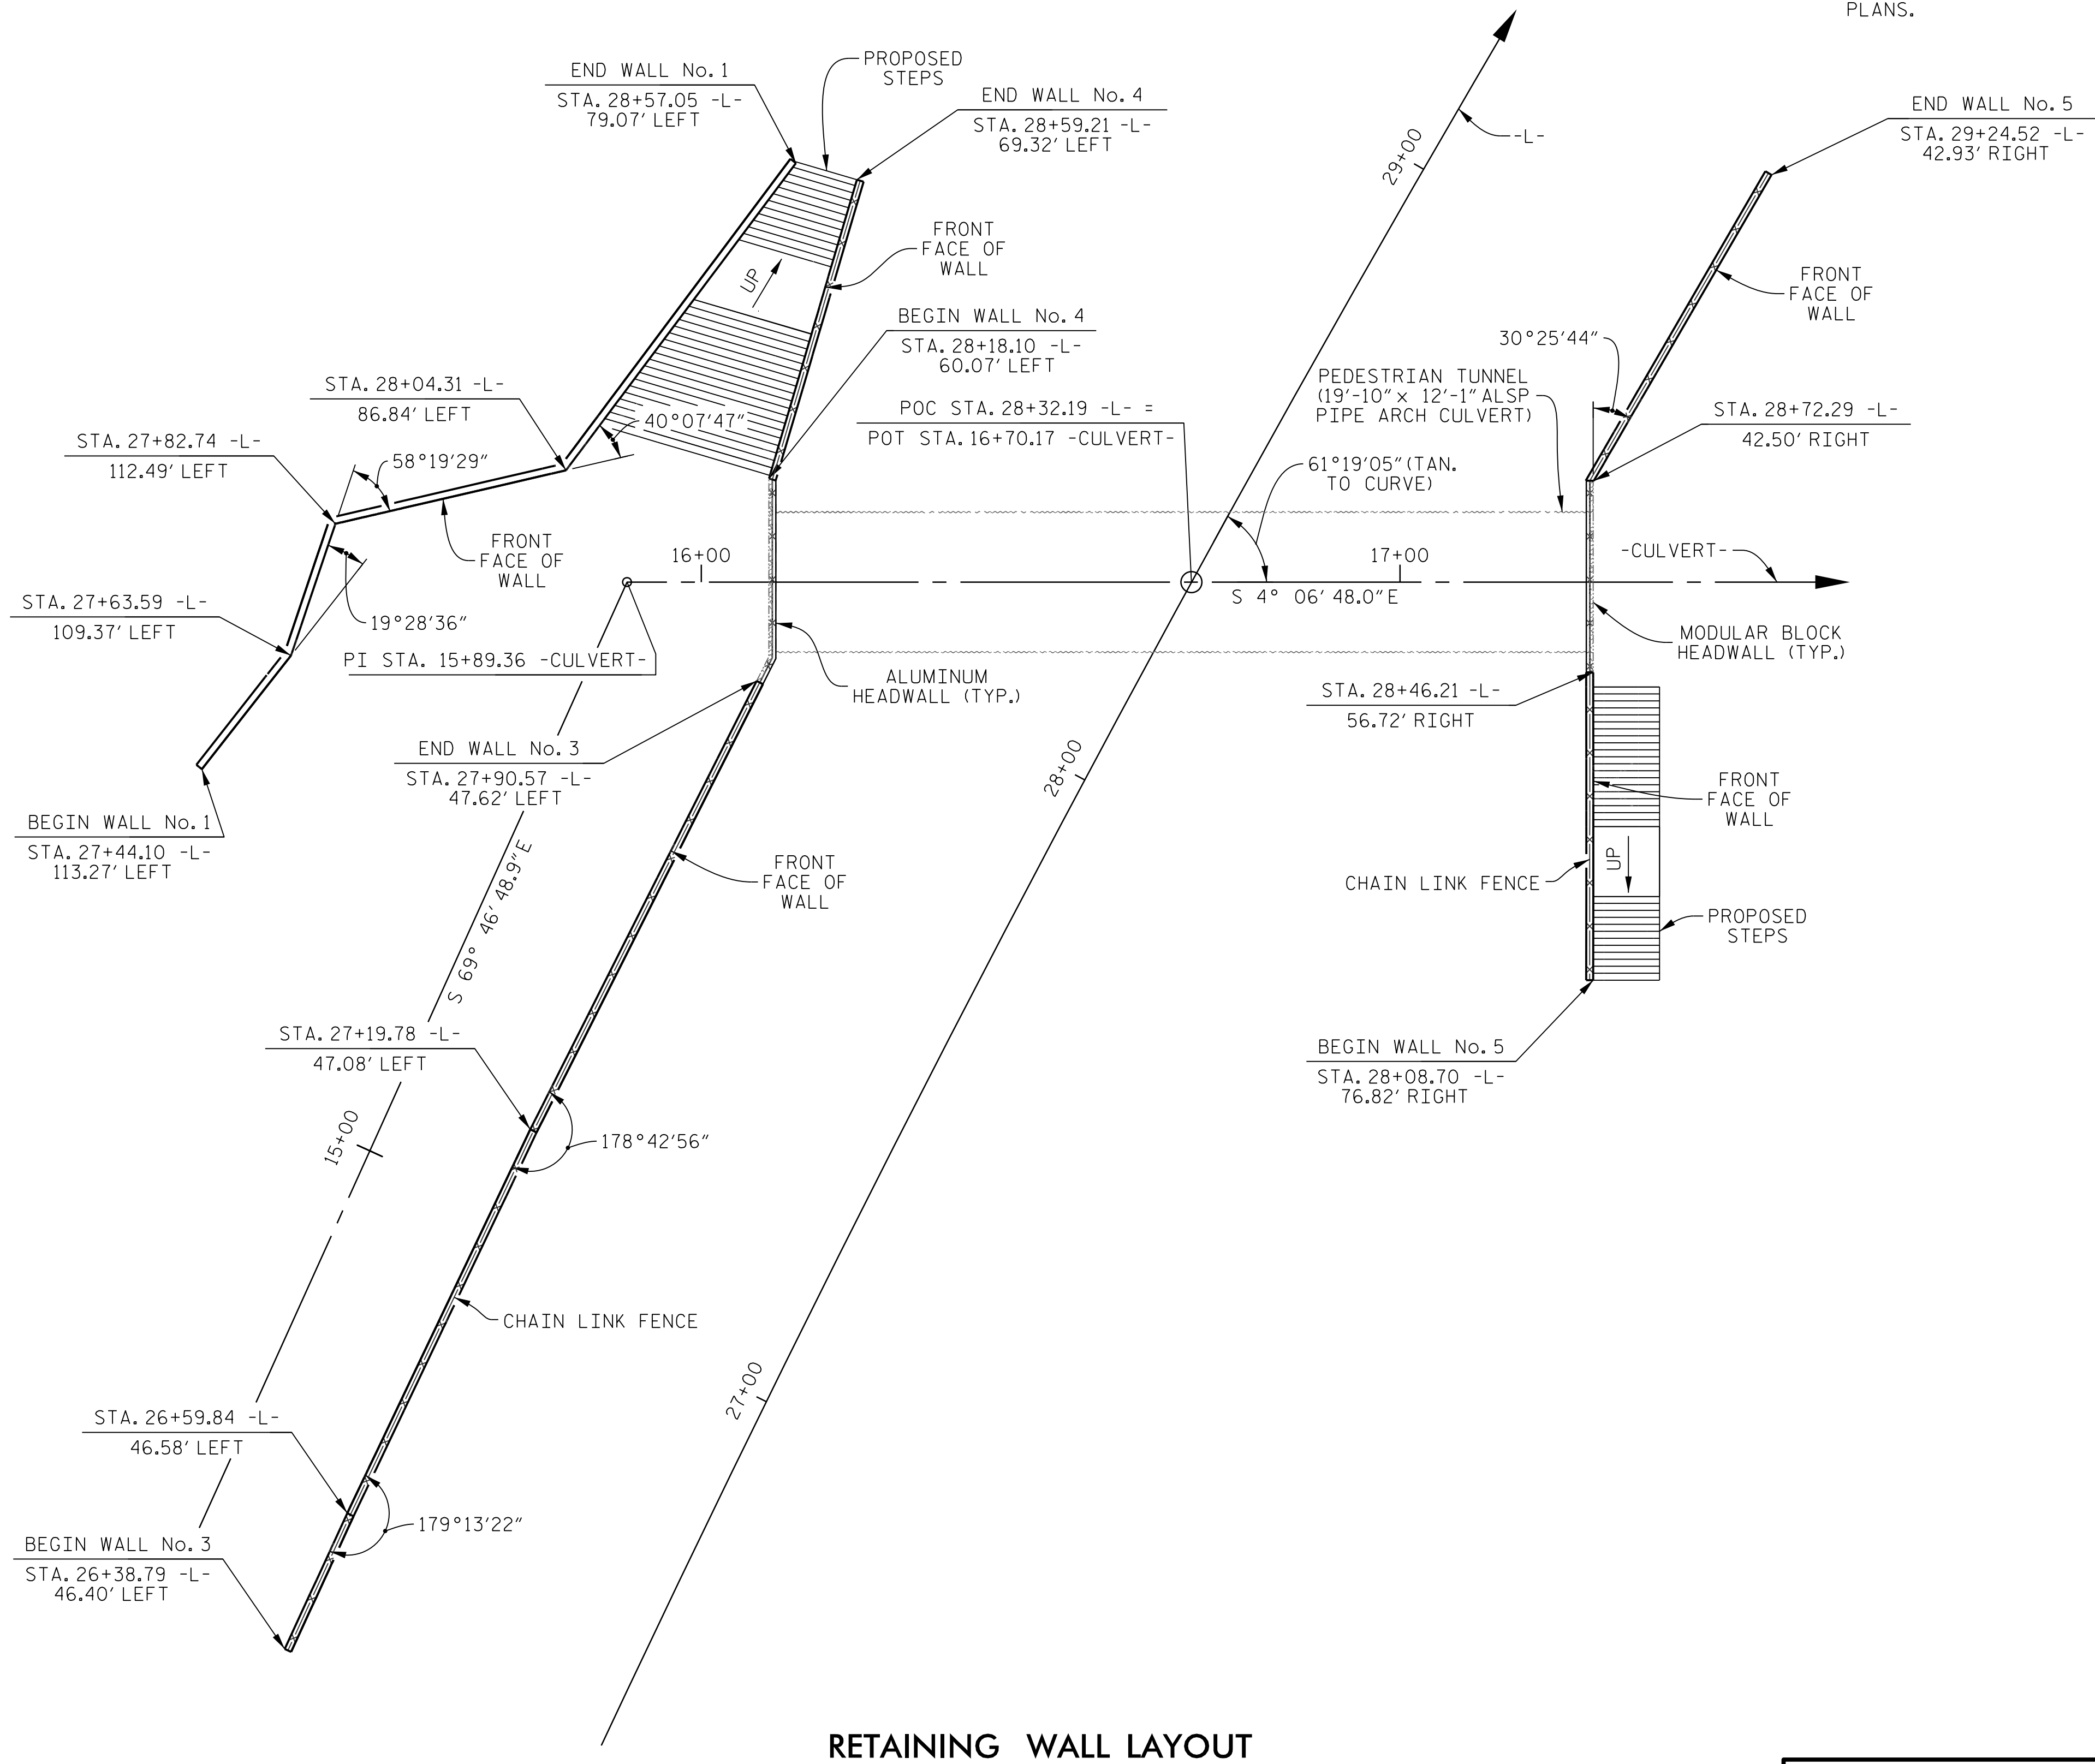 PLANS.
END WALL No. 1
STA. 28+57.05 -L-
79.07' LEFT
PROPOSED
STEPS
END WALL No. 4
STA. 28+59.21 -L-
69.32' LEFT
29+00
-L-
END WALL No. 5
STA. 29+24.52 -L-
42.93' RIGHT
FRONT
FACE OF
WALL
UP
FRONT
FACE OF
WALL
BEGIN WALL No. 4
STA. 28+18.10 -L-
60.07' LEFT
30°25'44"
STA. 28+04.31 -L-
86.84' LEFT
PEDESTRIAN TUNNEL
(19'-10" x 12'-1" ALSP
PIPE ARCH CULVERT)
40°07'47"
POC STA. 28+32.19 -L- =
POT STA. 16+70.17 -CULVERT-
STA. 28+72.29 -L-
42.50' RIGHT
STA. 27+82.74 -L-
112.49' LEFT
58°19'29"
61°19'05" (TAN.
TO CURVE)
FRONT
FACE OF
WALL
16+00
17+00
-CULVERT-
S 4° 06' 48.0" E
STA. 27+63.59 -L-
109.37' LEFT
19°28'36"
PI STA. 15+89.36 -CULVERT-
ALUMINUM
HEADWALL (TYP.)
MODULAR BLOCK
HEADWALL (TYP.)
STA. 28+46.21 -L-
56.72' RIGHT
END WALL No. 3
STA. 27+90.57 -L-
47.62' LEFT
28+00
FRONT
FACE OF
WALL
BEGIN WALL No. 1
STA. 27+44.10 -L-
113.27' LEFT
S 69° 46' 48.9" E
FRONT
FACE OF
WALL
CHAIN LINK FENCE
UP
PROPOSED
STEPS
STA. 27+19.78 -L-
47.08' LEFT
BEGIN WALL No. 5
STA. 28+08.70 -L-
76.82' RIGHT
15+00
178°42'56"
CHAIN LINK FENCE
27+00
STA. 26+59.84 -L-
46.58' LEFT
179°13'22"
BEGIN WALL No. 3
STA. 26+38.79 -L-
46.40' LEFT
RETAINING WALL LAYOUT